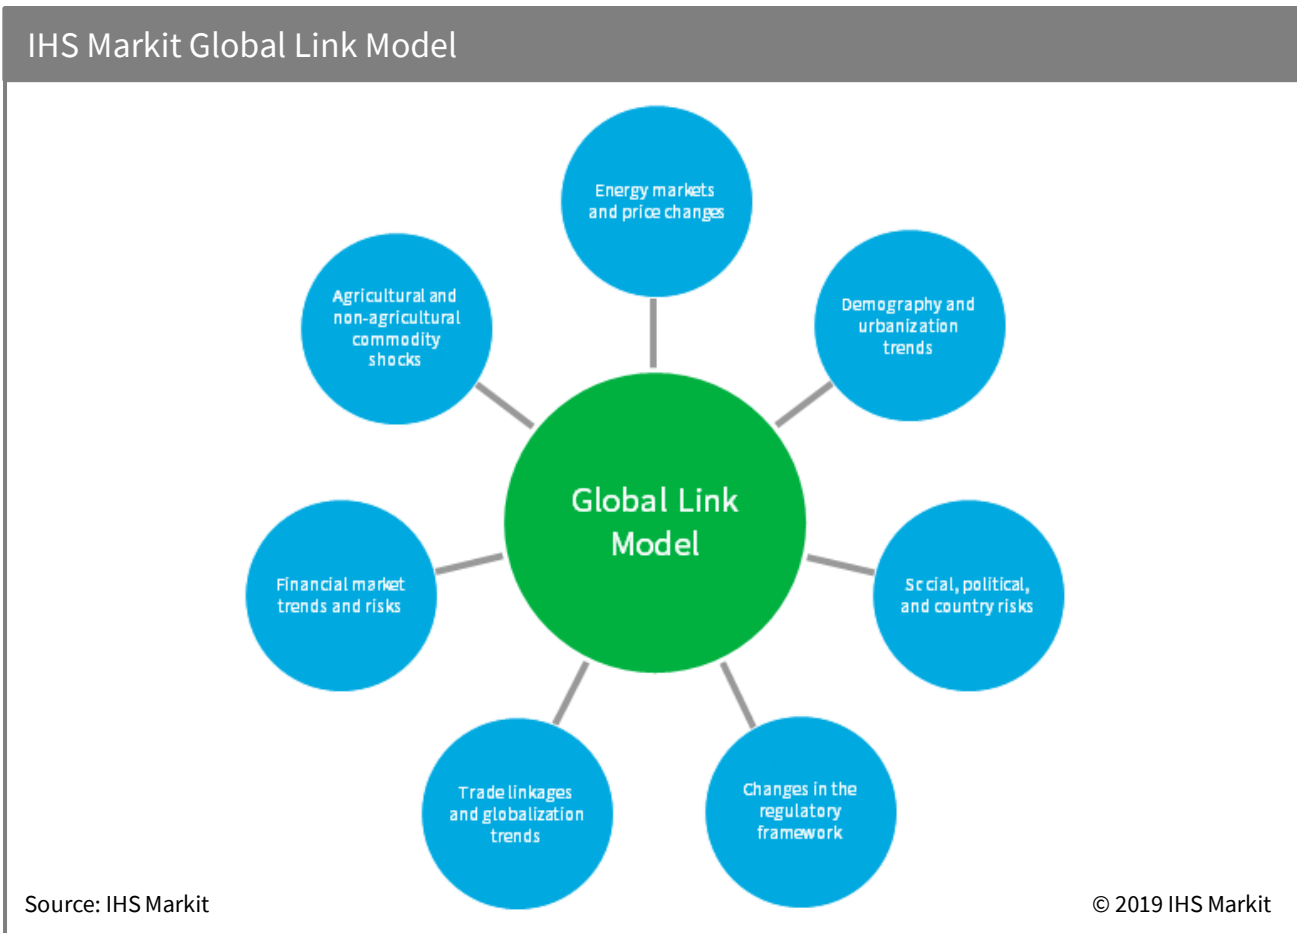 IHS Markit Global Link Model
Energy markets
and price changes
Agricultural and
non-agricultural
commodity
shocks
Demography and
urbanization
trends
Global Link
Model
Financial market
trends and risks
Social, political,
and country risks
Trade linkages
and globalization
trends
Changes in the
regulatory
framework
Source: IHS Markit
© 2019 IHS Markit